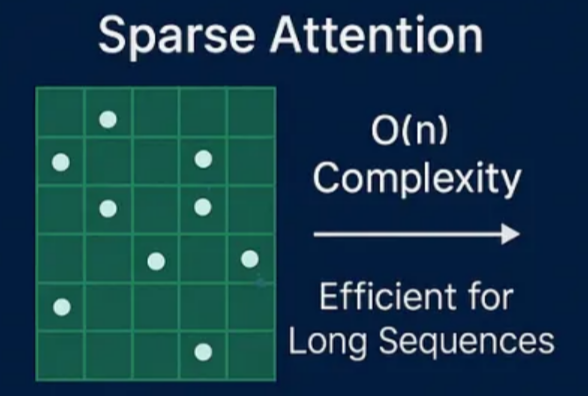 Sparse Attention
O(n)
Complexity
Efficient for
Long Sequences